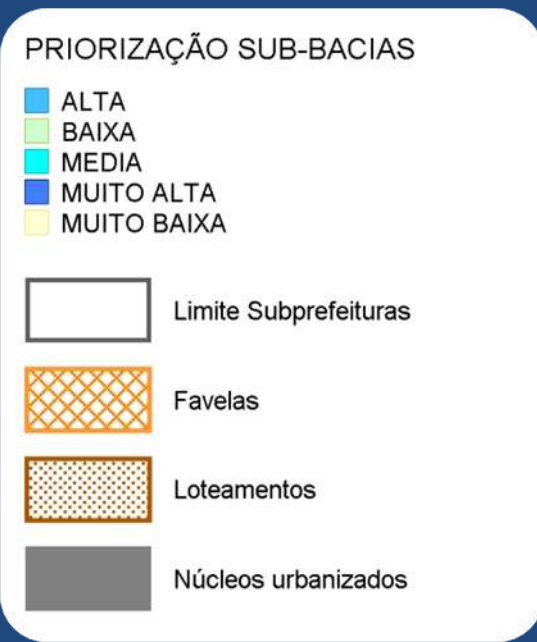 PRIORIZAÇÃO SUB-BACIAS
ALTA
BAIXA
MEDIA
MUITO ALTA
MUITO BAIXA
Limite Subprefeituras
Favelas
Loteamentos
Núcleos urbanizados